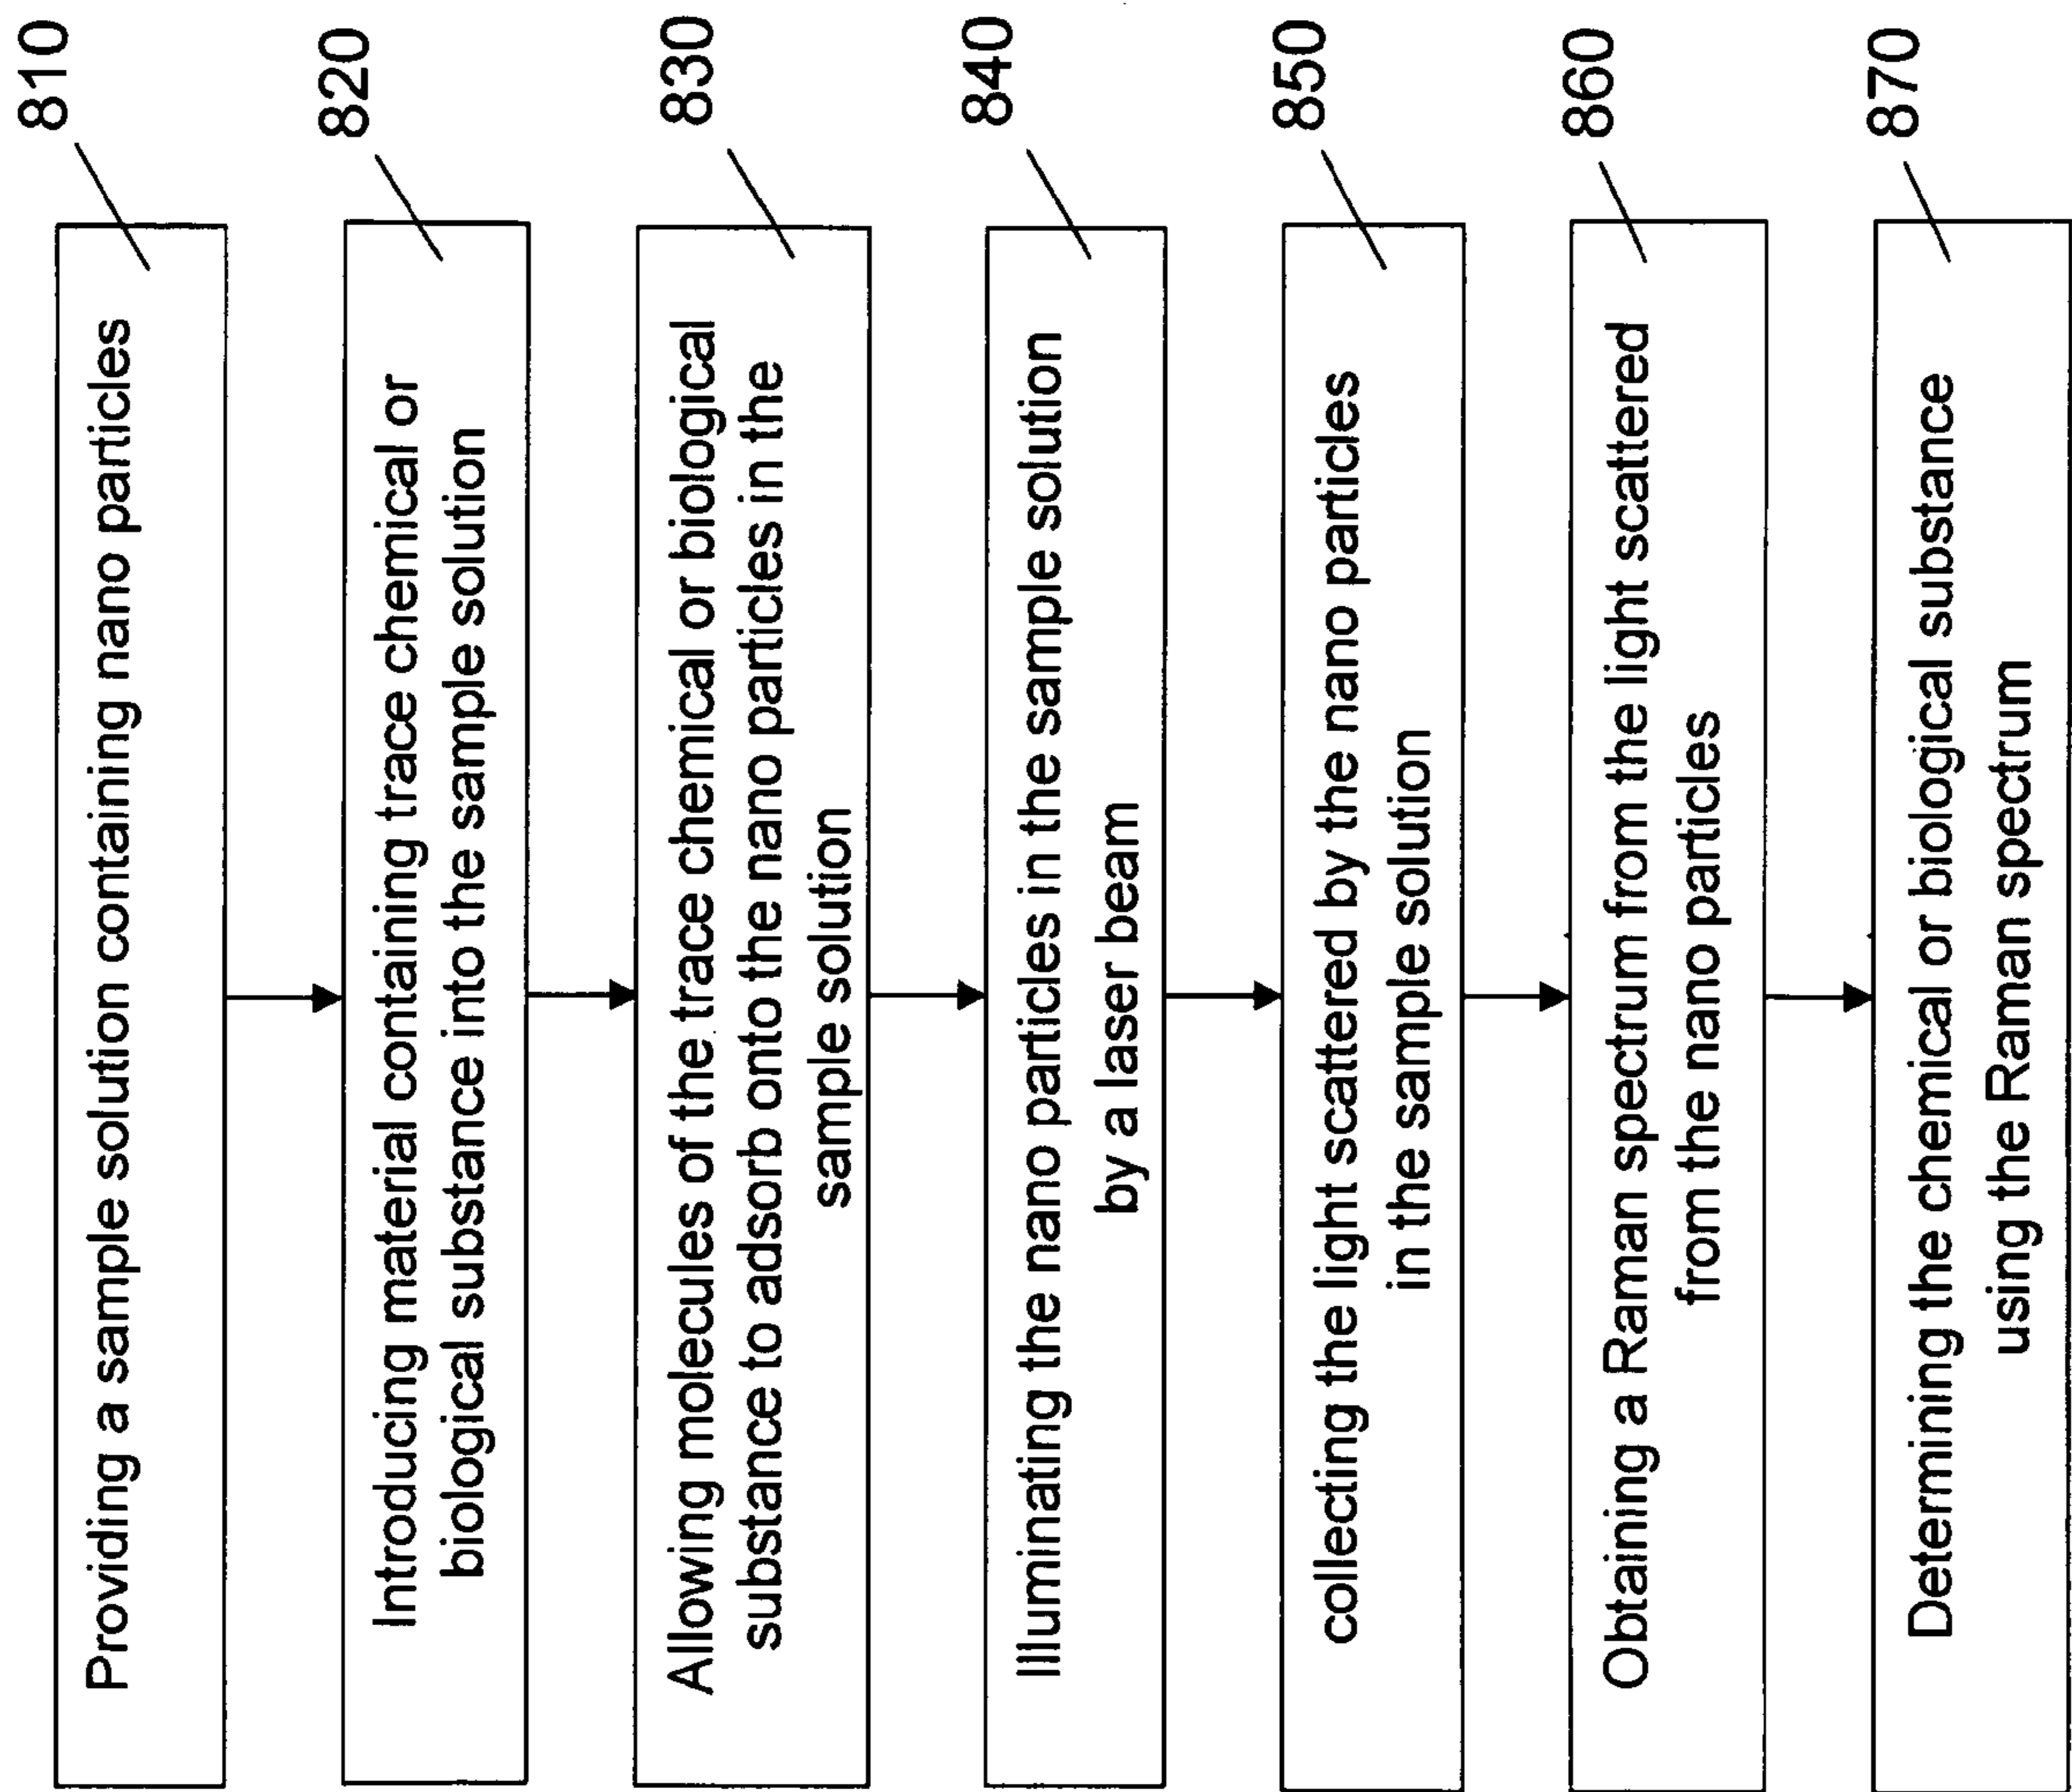 Providing a sample solution containing nano particles
810
Introducing material containing trace chemical or
biological substance into the sample solution
820
Allowing molecules of the trace chemical or biological
substance to adsorb onto the nano particles in the
sample solution
830
Illuminating the nano particles in the sample solution
by a laser beam
840
collecting the light scattered by the nano particles
in the sample solution
850
Obtaining a Raman spectrum from the light scattered
from the nano particles
860
Determining the chemical or biological substance
using the Raman spectrum
870